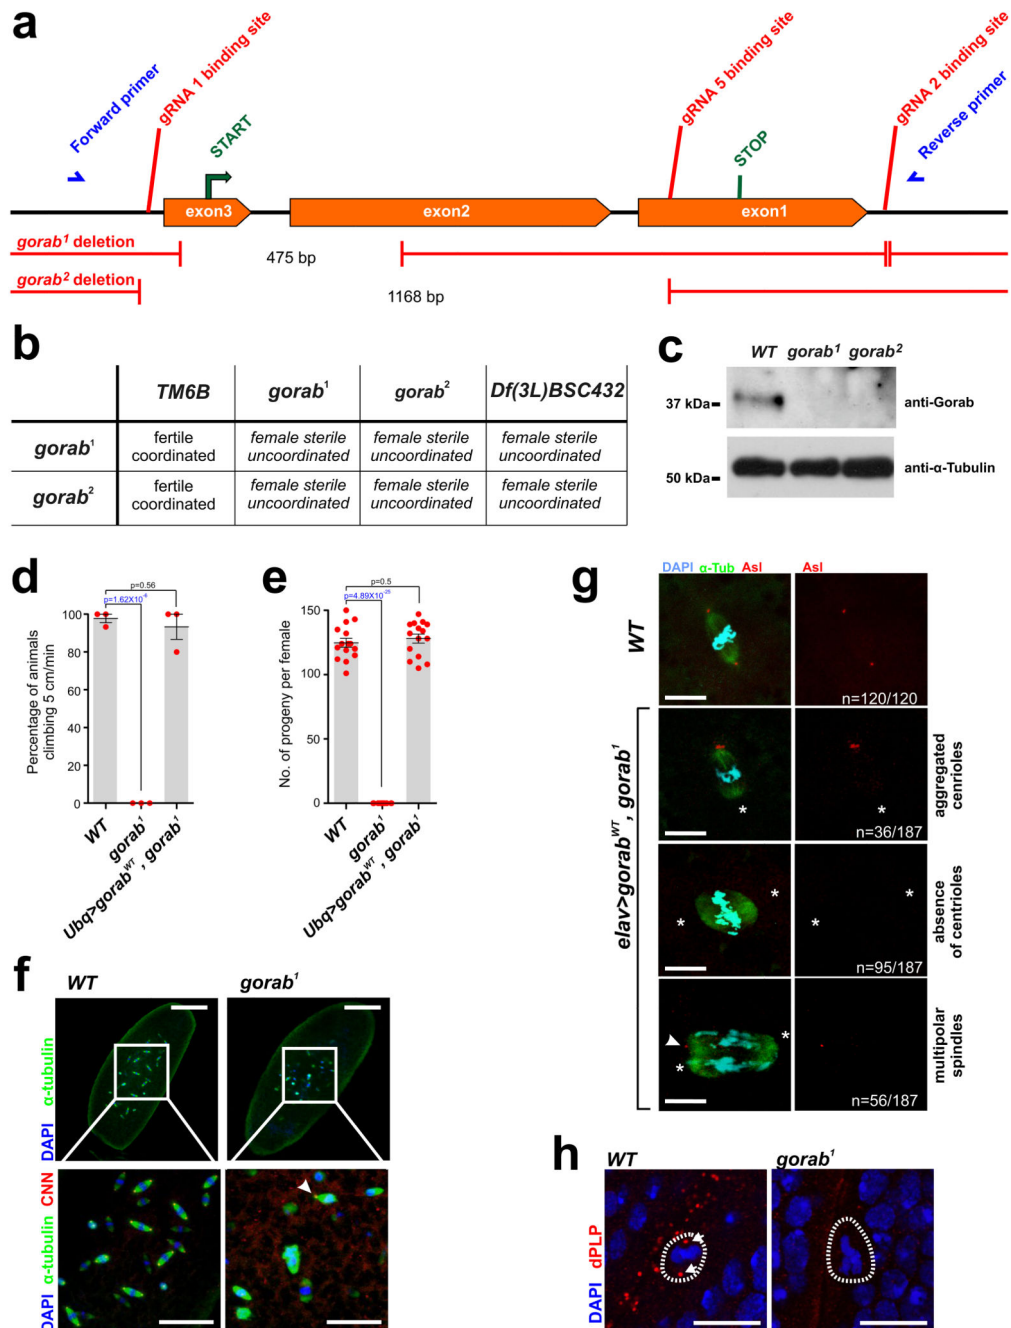 a
Forward primer
gRNA 1 binding site
START
gRNA 5 binding site
STOP
gRNA 2 binding site
Reverse primer
exon3
exon2
exon1
gorab¹ deletion
475 bp
gorab² deletion
1168 bp
b
TM6B gorab¹ gorab² Df(3L)BSC432
gorab¹
fertile coordinated
female sterile uncoordinated
female sterile uncoordinated
female sterile uncoordinated
gorab²
fertile coordinated
female sterile uncoordinated
female sterile uncoordinated
female sterile uncoordinated
c
WT gorab¹ gorab²
37 kDa
anti-Gorab
50 kDa
anti-α-Tubulin
d
p=0.56
p=1.62X10⁻⁶
Percentage of animals
climbing 5 cm/min
100
80
60
40
20
0
WT
gorab¹
Ubq>gorabᵂᵀ, gorab¹
e
p=0.5
p=4.89X10⁻²⁵
No. of progeny per female
150
100
50
0
WT
gorab¹
Ubq>gorabᵂᵀ, gorab¹
g
DAPI α-Tub Asl
Asl
WT
n=120/120
elav>gorabᵂᵀ, gorab¹
aggregated
cenrioles
n=36/187
absence
of centrioles
n=95/187
multipolar
spindles
n=56/187
f
WT
gorab¹
DAPI α-tubulin
DAPI α-tubulin CNN
h
WT
gorab¹
DAPI dPLP